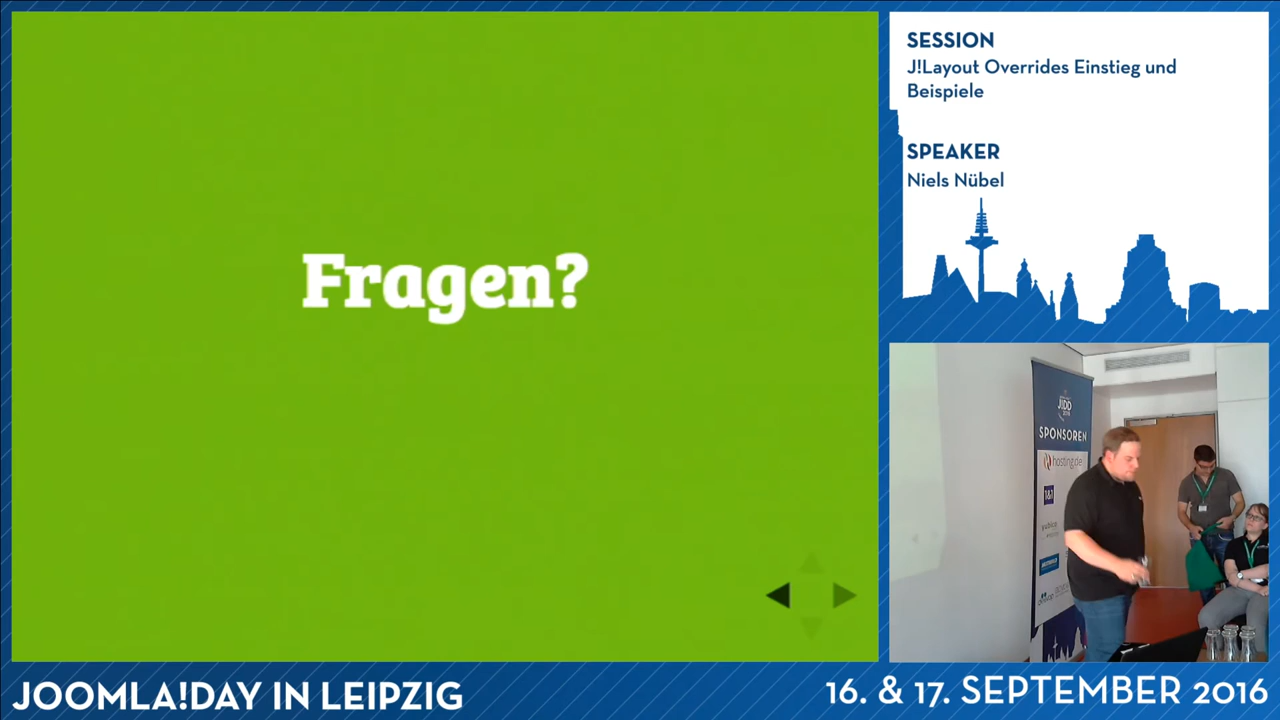 Fragen?
SESSION
J!Layout Overrides Einstieg und
Beispiele
SPEAKER
Niels Nübel
J!DD
SPONSOREN
hosting.de
JOOMLA!DAY IN LEIPZIG
16. & 17. SEPTEMBER 2016